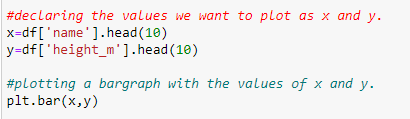 #declaring the values we want to plot as x and y.
x=df['name'].head(10)
y=df['height_m'].head(10)
#plotting a bargraph with the values of x and y.
plt.bar(x,y)